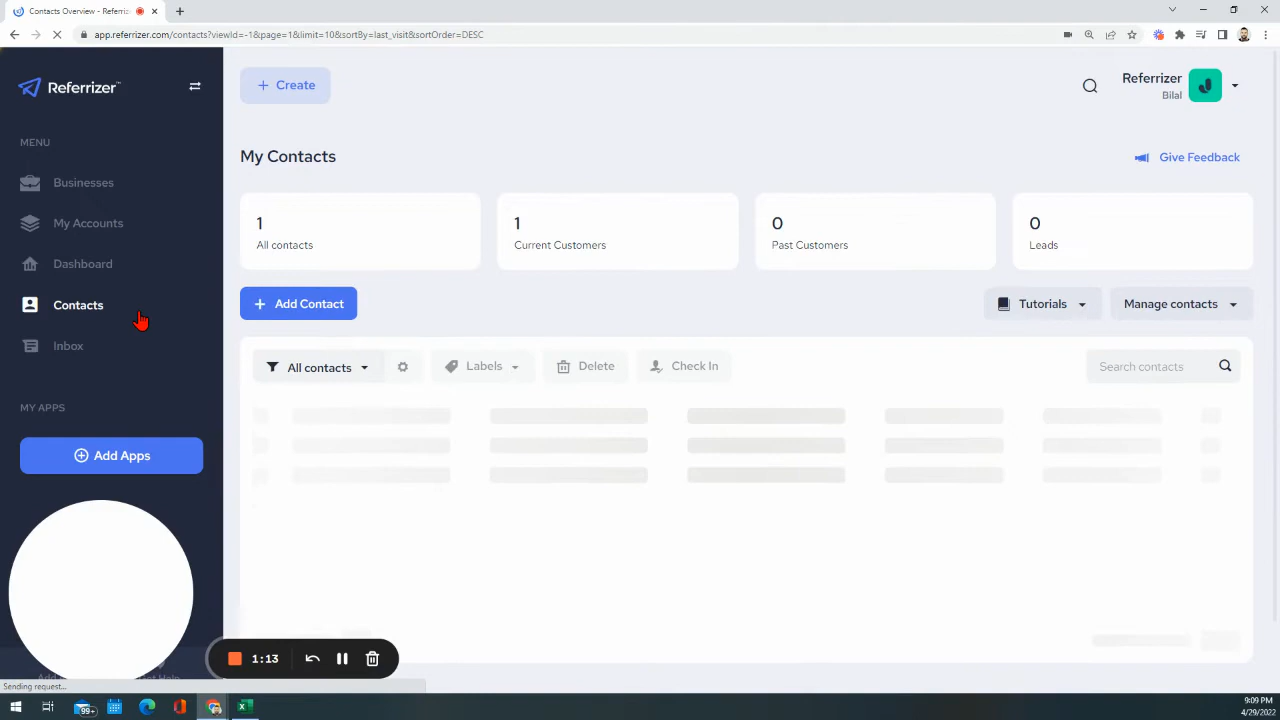 Contacts Overview - Referriz
app.referrizer.com/contacts?viewId=-1&page=1&limit=10&sortBy=last_visit&sortOrder=DESC
Referrizer™
Create
Referrizer
Bilal
MENU
Businesses
My Accounts
Dashboard
Contacts
Inbox
MY APPS
Add Apps
My Contacts
Give Feedback
1
All contacts
1
Current Customers
0
Past Customers
0
Leads
Add Contact
Tutorials
Manage contacts
All contacts
Labels
Delete
Check In
Search contacts
1:13
Sending request...
99+
9:09 PM
4/29/2022